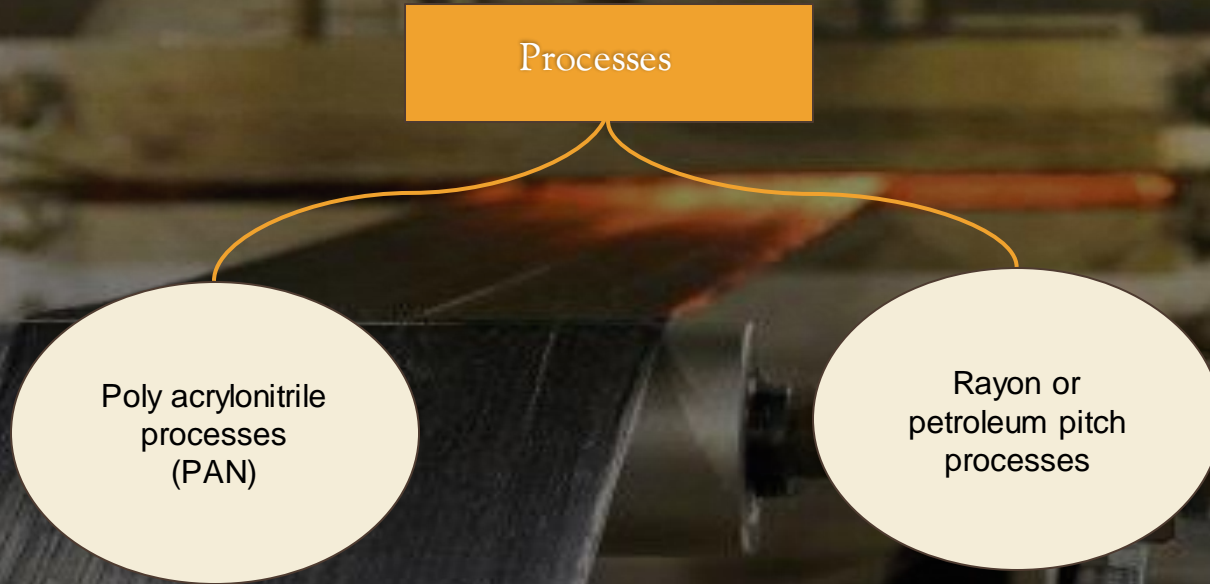 Processes
Poly acrylonitrile
processes
(PAN)
Rayon or
petroleum pitch
processes